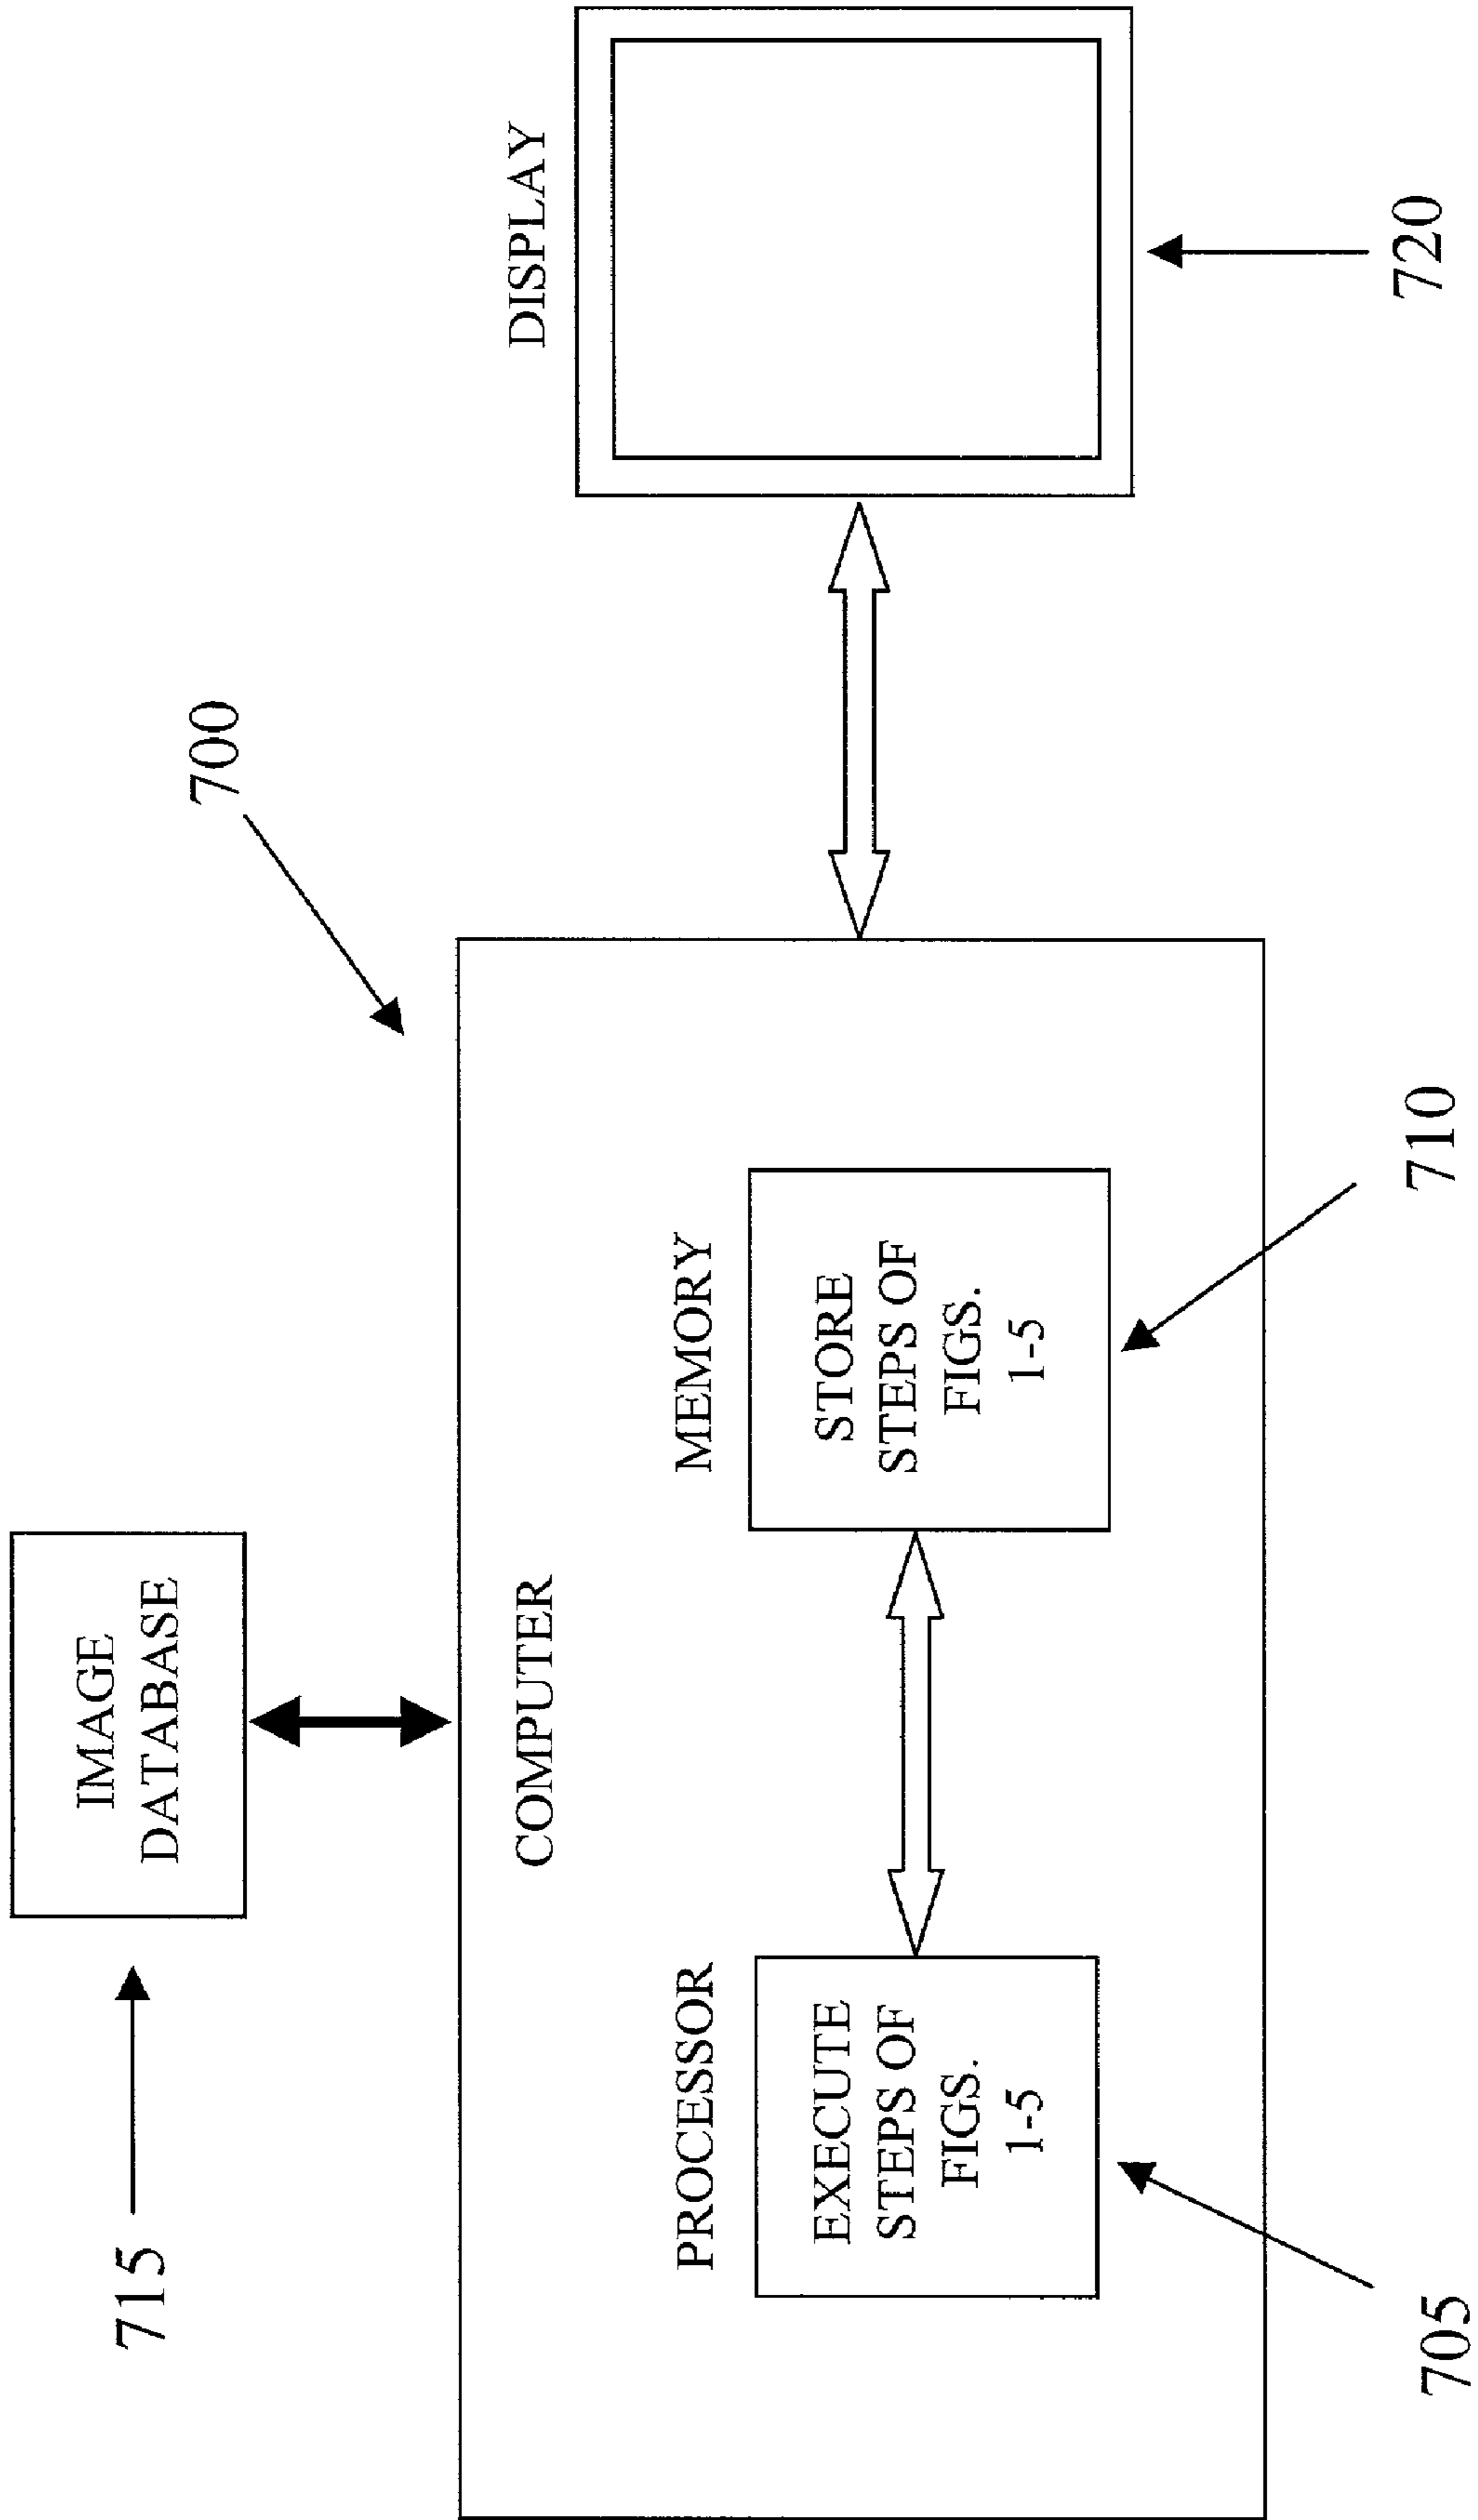 715
IMAGE
DATABASE
700
COMPUTER
PROCESSOR
EXECUTE
STEPS OF
FIGS.
1-5
705
MEMORY
STORE
STEPS OF
FIGS.
1-5
710
DISPLAY
720